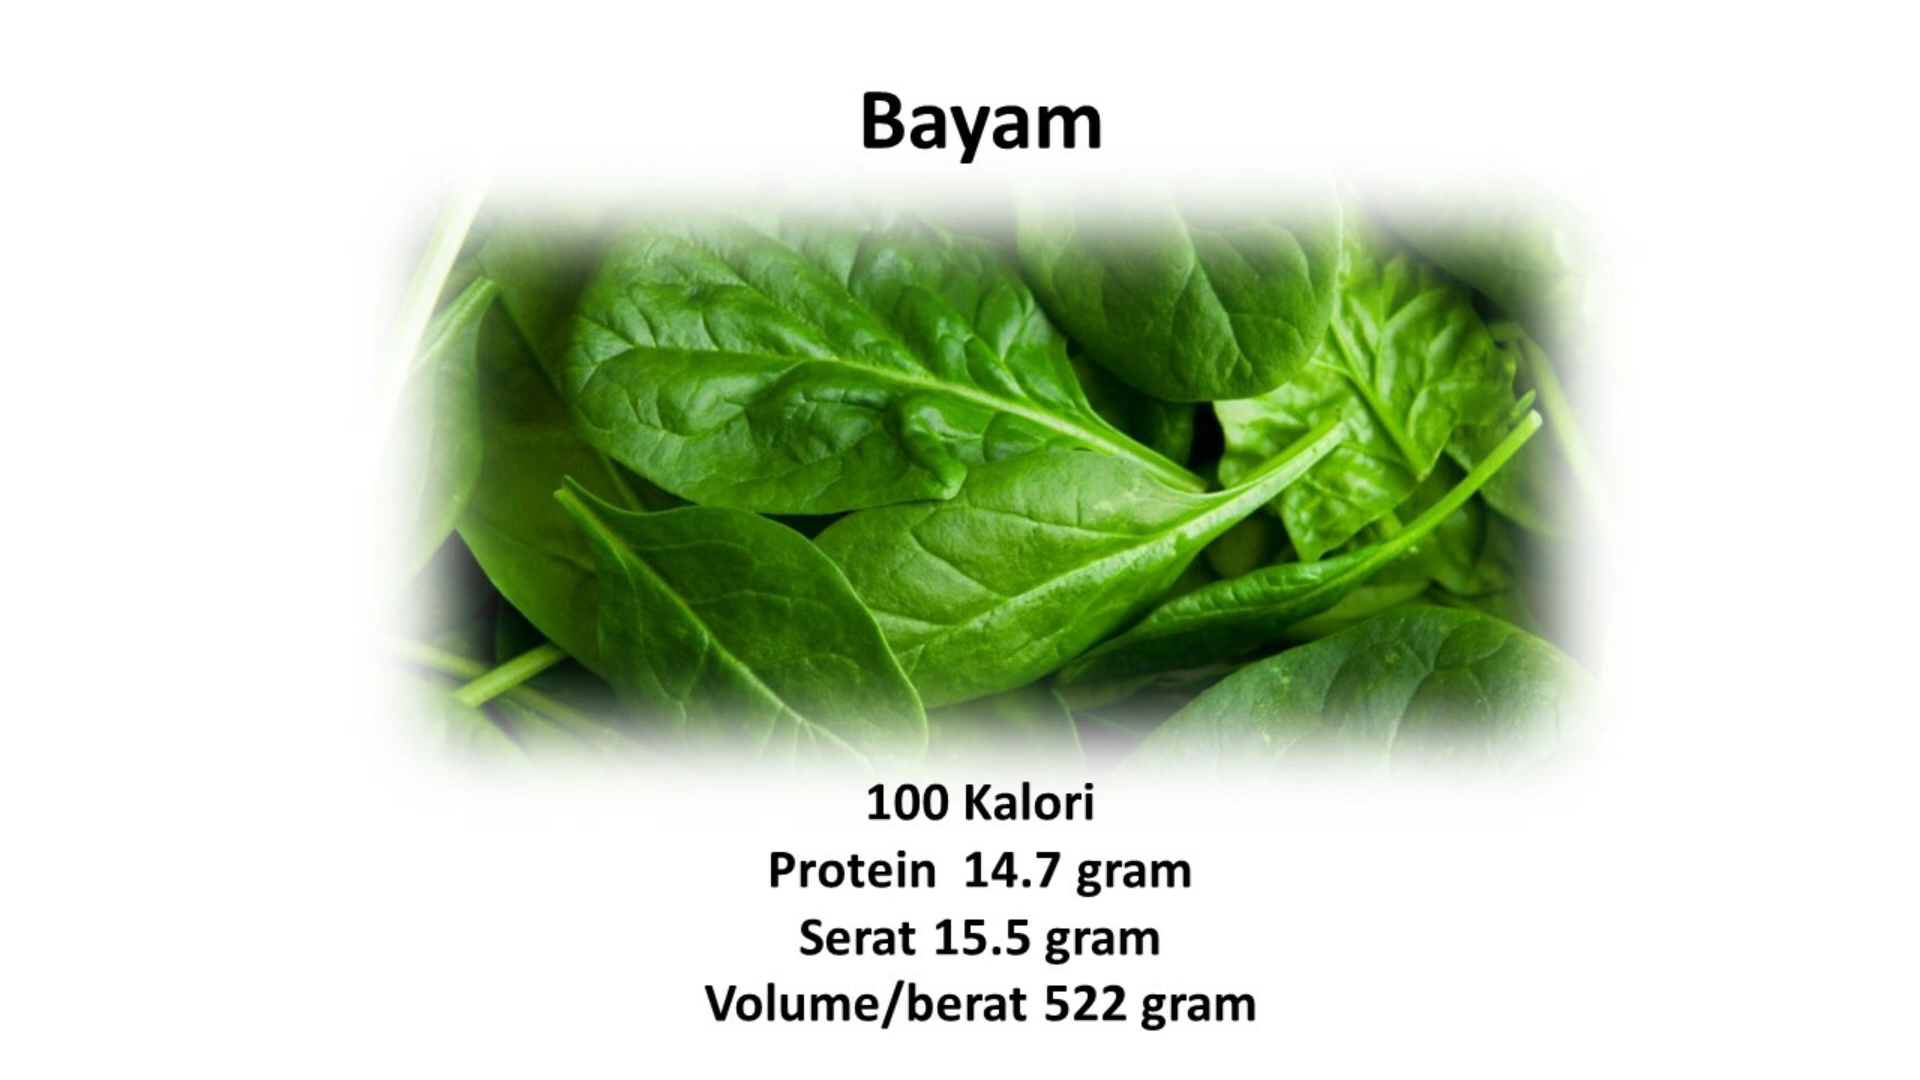 Bayam
100 Kalori
Protein 14.7 gram
Serat 15.5 gram
Volume/berat 522 gram